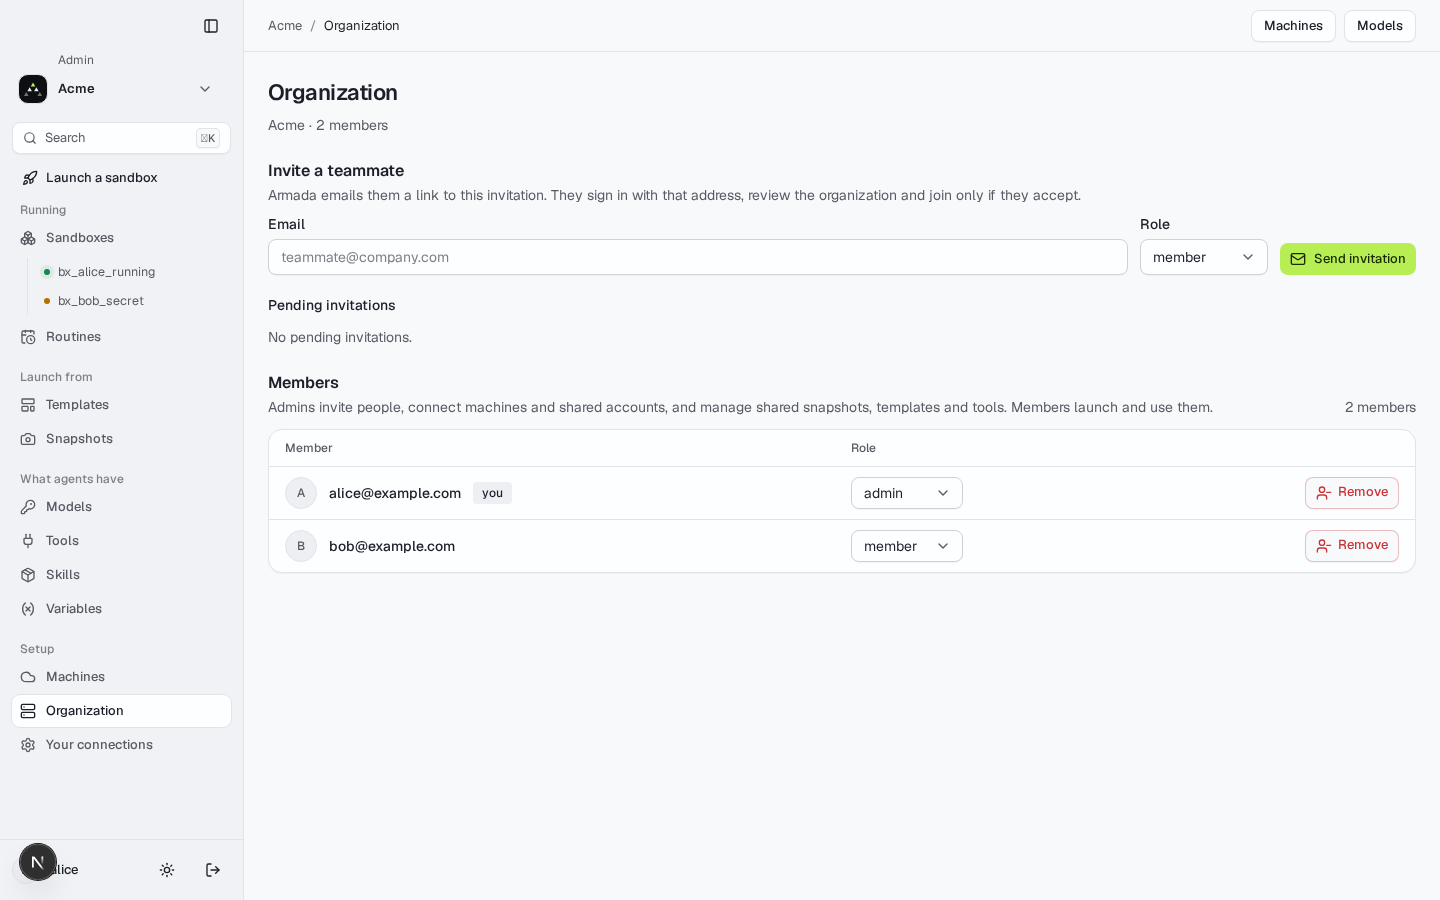 Acme / Organization
Machines
Models
Admin
Acme
Search
K
Launch a sandbox
Running
Sandboxes
bx_alice_running
bx_bob_secret
Routines
Launch from
Templates
Snapshots
What agents have
Models
Tools
Skills
Variables
Setup
Machines
Organization
Your connections
N
alice
Organization
Acme · 2 members
Invite a teammate
Armada emails them a link to this invitation. They sign in with that address, review the organization and join only if they accept.
Email
Role
teammate@company.com
member
Send invitation
Pending invitations
No pending invitations.
Members
Admins invite people, connect machines and shared accounts, and manage shared snapshots, templates and tools. Members launch and use them.
2 members
Member
Role
A
alice@example.com
you
admin
Remove
B
bob@example.com
member
Remove